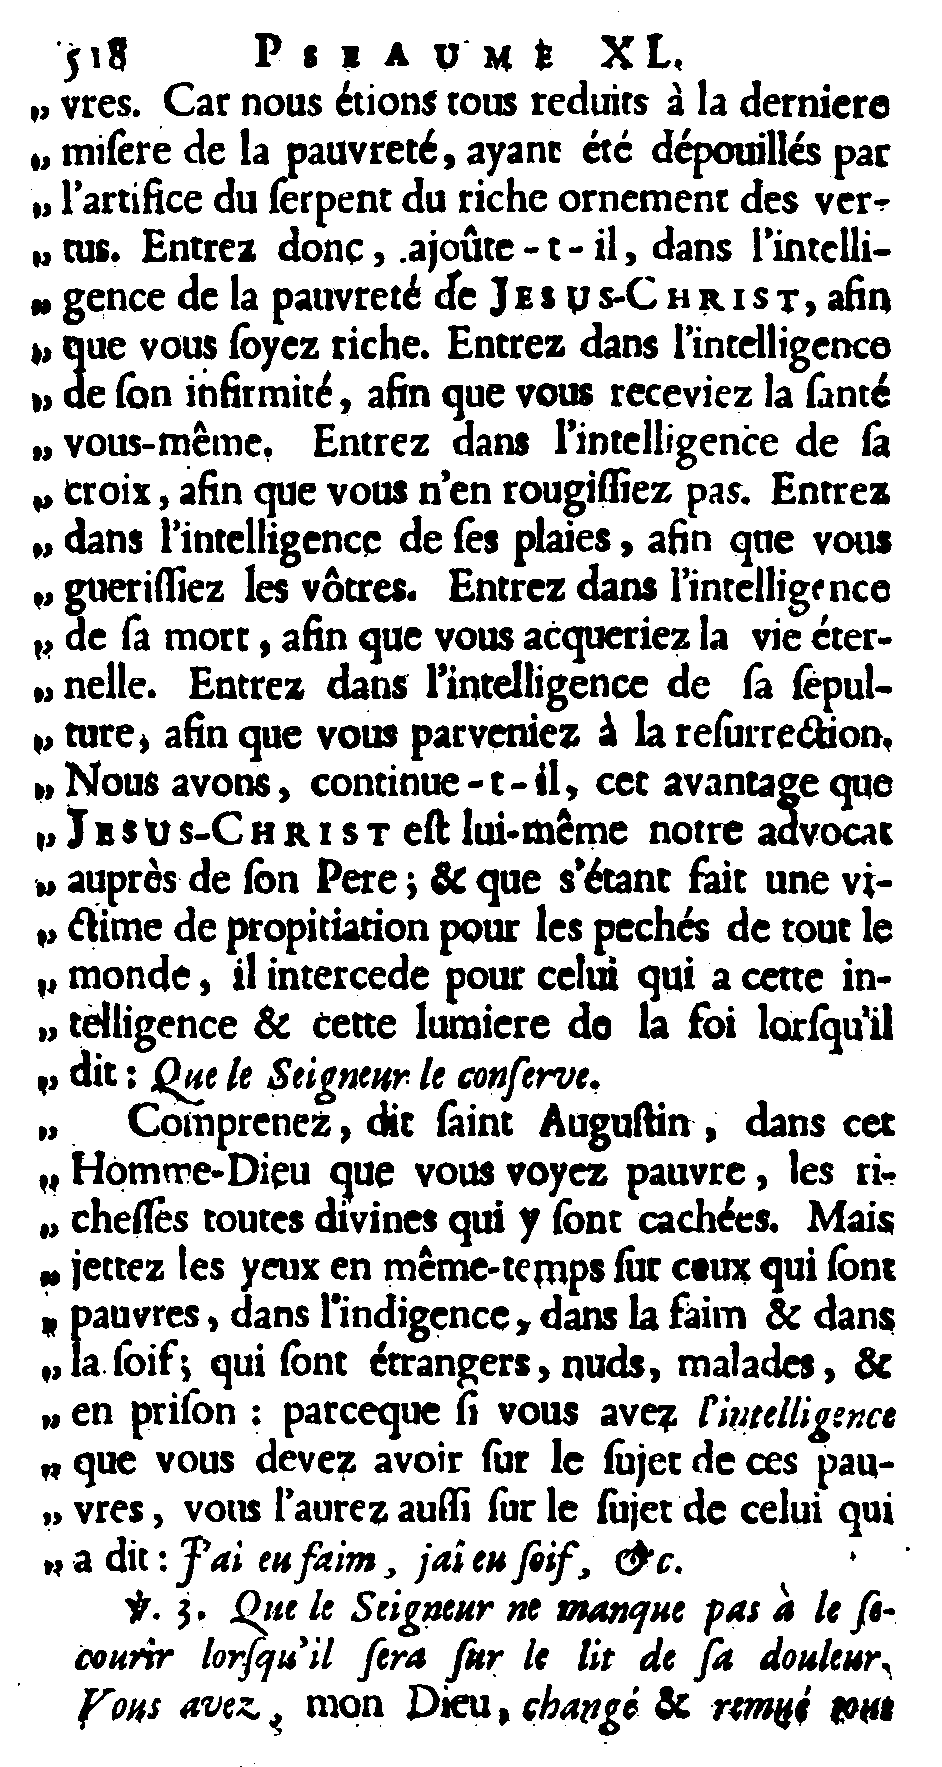 518 PSEAUME XL.
„ vres. Car nous étions tous reduits à la derniere
„ miſere de la pauvreté, ayant été dépouillés par
„ l'artifice du ſerpent du riche ornement des ver-
„ tus. Entrez donc, ajoûte-t-il, dans l'intelli-
„ gence de la pauvreté de JESUS-CHRIST, afin
„ que vous ſoyez riche. Entrez dans l'intelligence
„ de ſon infirmité, afin que vous receviez la ſanté
„ vous-même. Entrez dans l'intelligence de ſa
„ croix, afin que vous n'en rougiſſiez pas. Entrez
„ dans l'intelligence de ſes plaies, afin que vous
„ gueriſſiez les vôtres. Entrez dans l'intelligence
„ de ſa mort, afin que vous acqueriez la vie éter-
„ nelle. Entrez dans l'intelligence de ſa ſépul-
„ ture, afin que vous parveniez à la reſurrection.
„ Nous avons, continue-t-il, cet avantage que
„ JESUS-CHRIST eſt lui-même notre advocat
„ auprès de ſon Pere; & que s'étant fait une vi-
„ ctime de propitiation pour les pechés de tout le
„ monde, il intercede pour celui qui a cette in-
„ telligence & cette lumiere de la foi lorſqu'il
„ dit : Que le Seigneur le conſerve.
„ Comprenez, dit ſaint Auguſtin, dans cet
„ Homme-Dieu que vous voyez pauvre, les ri-
„ cheſſes toutes divines qui y ſont cachées. Mais
„ jettez les yeux en même-temps ſur ceux qui ſont
„ pauvres, dans l'indigence, dans la faim & dans
„ la ſoif; qui ſont étrangers, nuds, malades, &
„ en priſon : parceque ſi vous avez l'intelligence
„ que vous devez avoir ſur le ſujet de ces pau-
„ vres, vous l'aurez auſſi ſur le ſujet de celui qui
„ a dit : J'ai eu faim, jai eu ſoif, &c.
℣. 3. Que le Seigneur ne manque pas à le ſe-
courir lorſqu'il ſera ſur le lit de ſa douleur.
Vous avez, mon Dieu, changé & remué tout